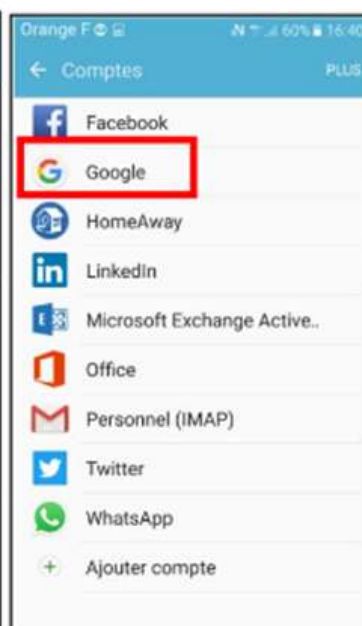 Orange F 60% 16:40
← Comptes PLUS
Facebook
Google
HomeAway
LinkedIn
Microsoft Exchange Active..
Office
Personnel (IMAP)
Twitter
WhatsApp
+ Ajouter compte